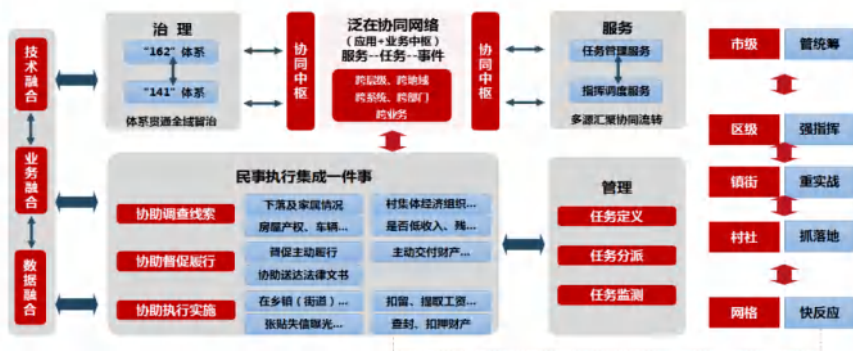 技术融合
业务融合
数据融合
治 理
“162” 体系
“141” 体系
体系贯通全域智治
协同中枢
泛在协同网络
(应用+业务中枢)
服务--任务--事件
跨层级、跨地域
跨系统、跨部门
跨业务
协同中枢
服务
任务管理服务
指挥调度服务
多源汇聚协同流转
民事执行集成一件事
协助调查线索
下落及家属情况
村集体经济组织...
房屋产权、车辆...
是否低收入、残...
协助督促履行
督促主动履行
主动交付财产...
协助送达法律文书
协助执行实施
在乡镇（街道）...
扣留、提取工资...
张贴失信曝光...
查封、扣押财产
管理
任务定义
任务分派
任务监测
市级
管统筹
区级
强指挥
镇街
重实战
村社
抓落地
网格
快反应